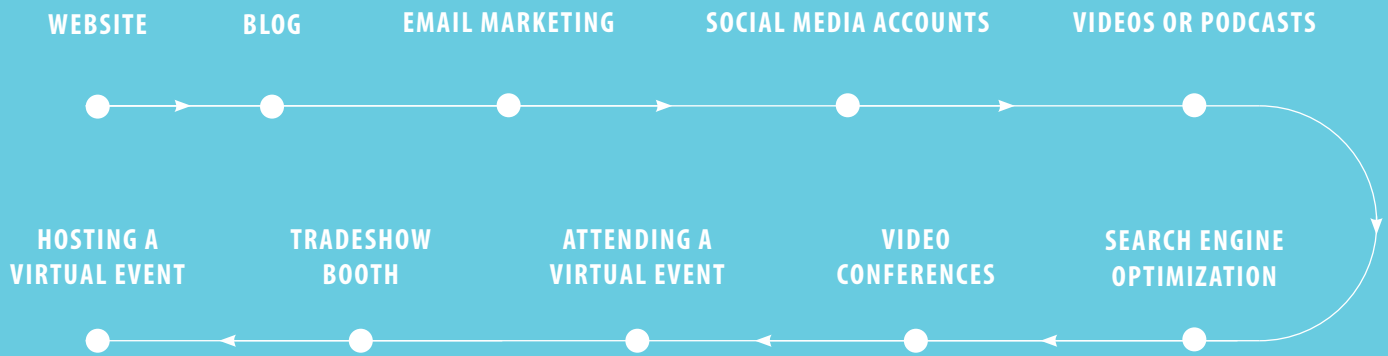 WEBSITE
BLOG
EMAIL MARKETING
SOCIAL MEDIA ACCOUNTS
VIDEOS OR PODCASTS
SEARCH ENGINE
OPTIMIZATION
VIDEO
CONFERENCES
ATTENDING A
VIRTUAL EVENT
TRADESHOW
BOOTH
HOSTING A
VIRTUAL EVENT